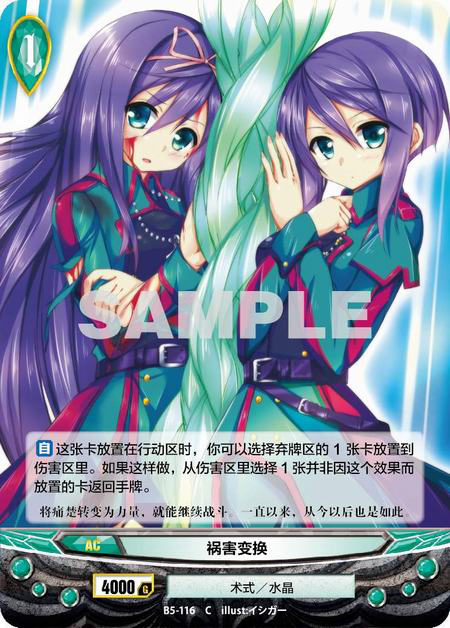 1
SAMPLE
自 这张卡放置在行动区时，你可以选择弃牌区的 1 张卡放置到
伤害区里。如果这样做，从伤害区里选择 1 张并非因这个效果而
放置的卡返回手牌。
将痛楚转变为力量，就能继续战斗。一直以来，从今以后也是如此。
AC
祸害变换
4000 G
术式／水晶
B5-116 C illust:イシガー